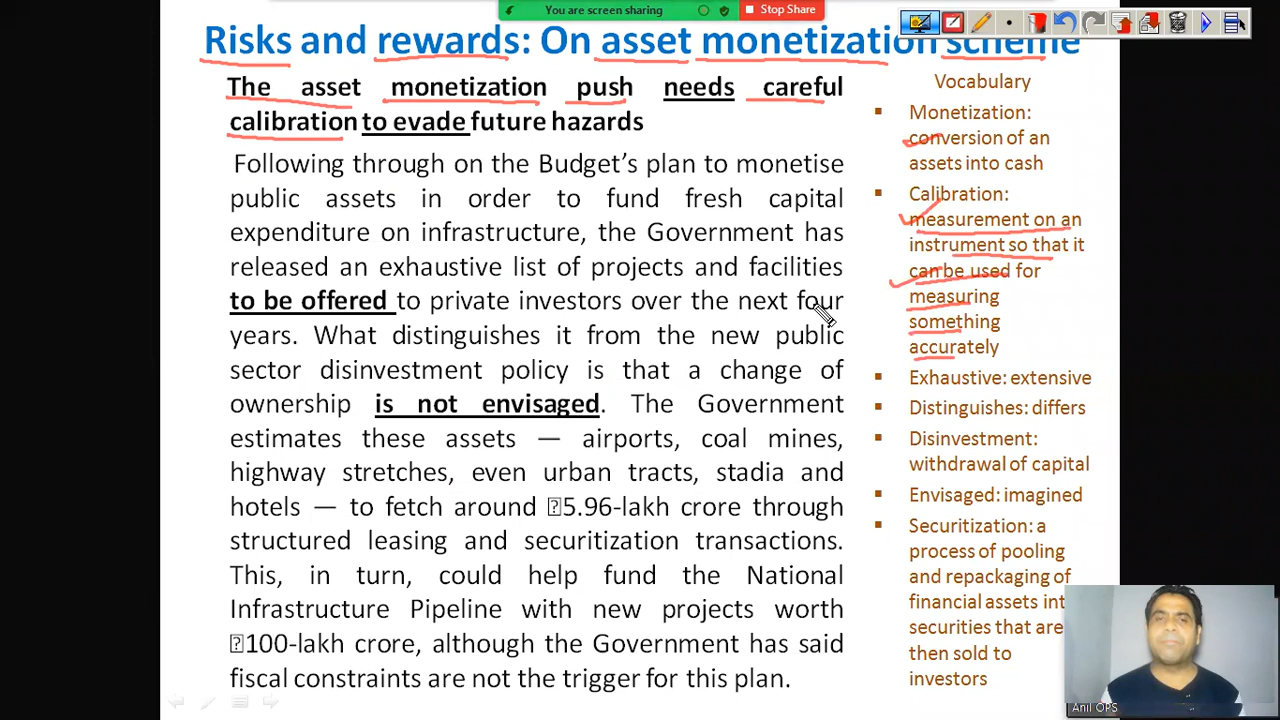 You are screen sharing
Stop Share
Risks and rewards: On asset monetization scheme
The asset monetization push needs careful
calibration to evade future hazards
Following through on the Budget's plan to monetise
public assets in order to fund fresh capital
expenditure on infrastructure, the Government has
released an exhaustive list of projects and facilities
to be offered to private investors over the next four
years. What distinguishes it from the new public
sector disinvestment policy is that a change of
ownership is not envisaged. The Government
estimates these assets — airports, coal mines,
highway stretches, even urban tracts, stadia and
hotels — to fetch around 5.96-lakh crore through
structured leasing and securitization transactions.
This, in turn, could help fund the National
Infrastructure Pipeline with new projects worth
100-lakh crore, although the Government has said
fiscal constraints are not the trigger for this plan.
Vocabulary
Monetization:
conversion of an
assets into cash
Calibration:
measurement on an
instrument so that it
can be used for
measuring
something
accurately
Exhaustive: extensive
Distinguishes: differs
Disinvestment:
withdrawal of capital
Envisaged: imagined
Securitization: a
process of pooling
and repackaging of
financial assets int
securities that are
then sold to
investors
Anil OPS